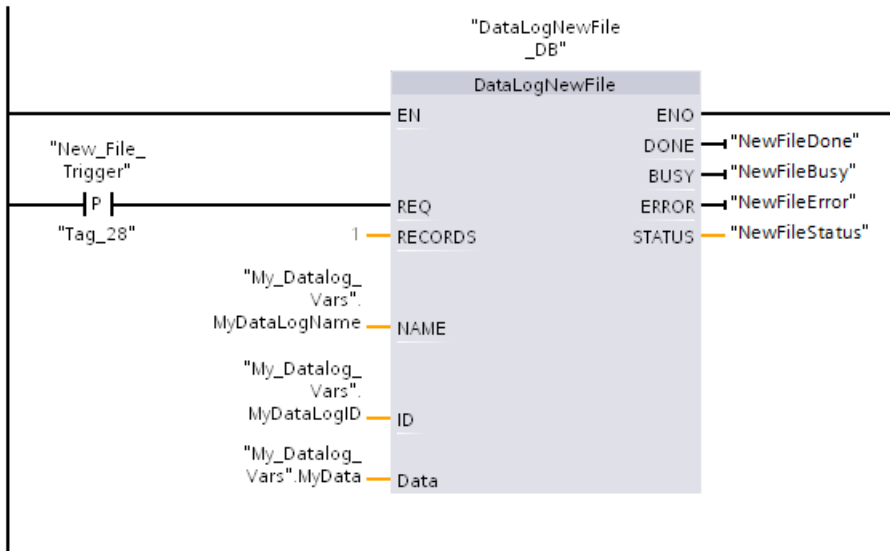 "DataLogNewFile
_DB"
DataLogNewFile
EN
ENO
"New_File_
Trigger"
DONE
"NewFileDone"
BUSY
"NewFileBusy"
P
REQ
ERROR
"NewFileError"
"Tag_28"
1
RECORDS
STATUS
"NewFileStatus"
"My_Datalog_
Vars".
MyDataLogName
NAME
"My_Datalog_
Vars".
MyDataLogID
ID
"My_Datalog_
Vars".MyData
Data